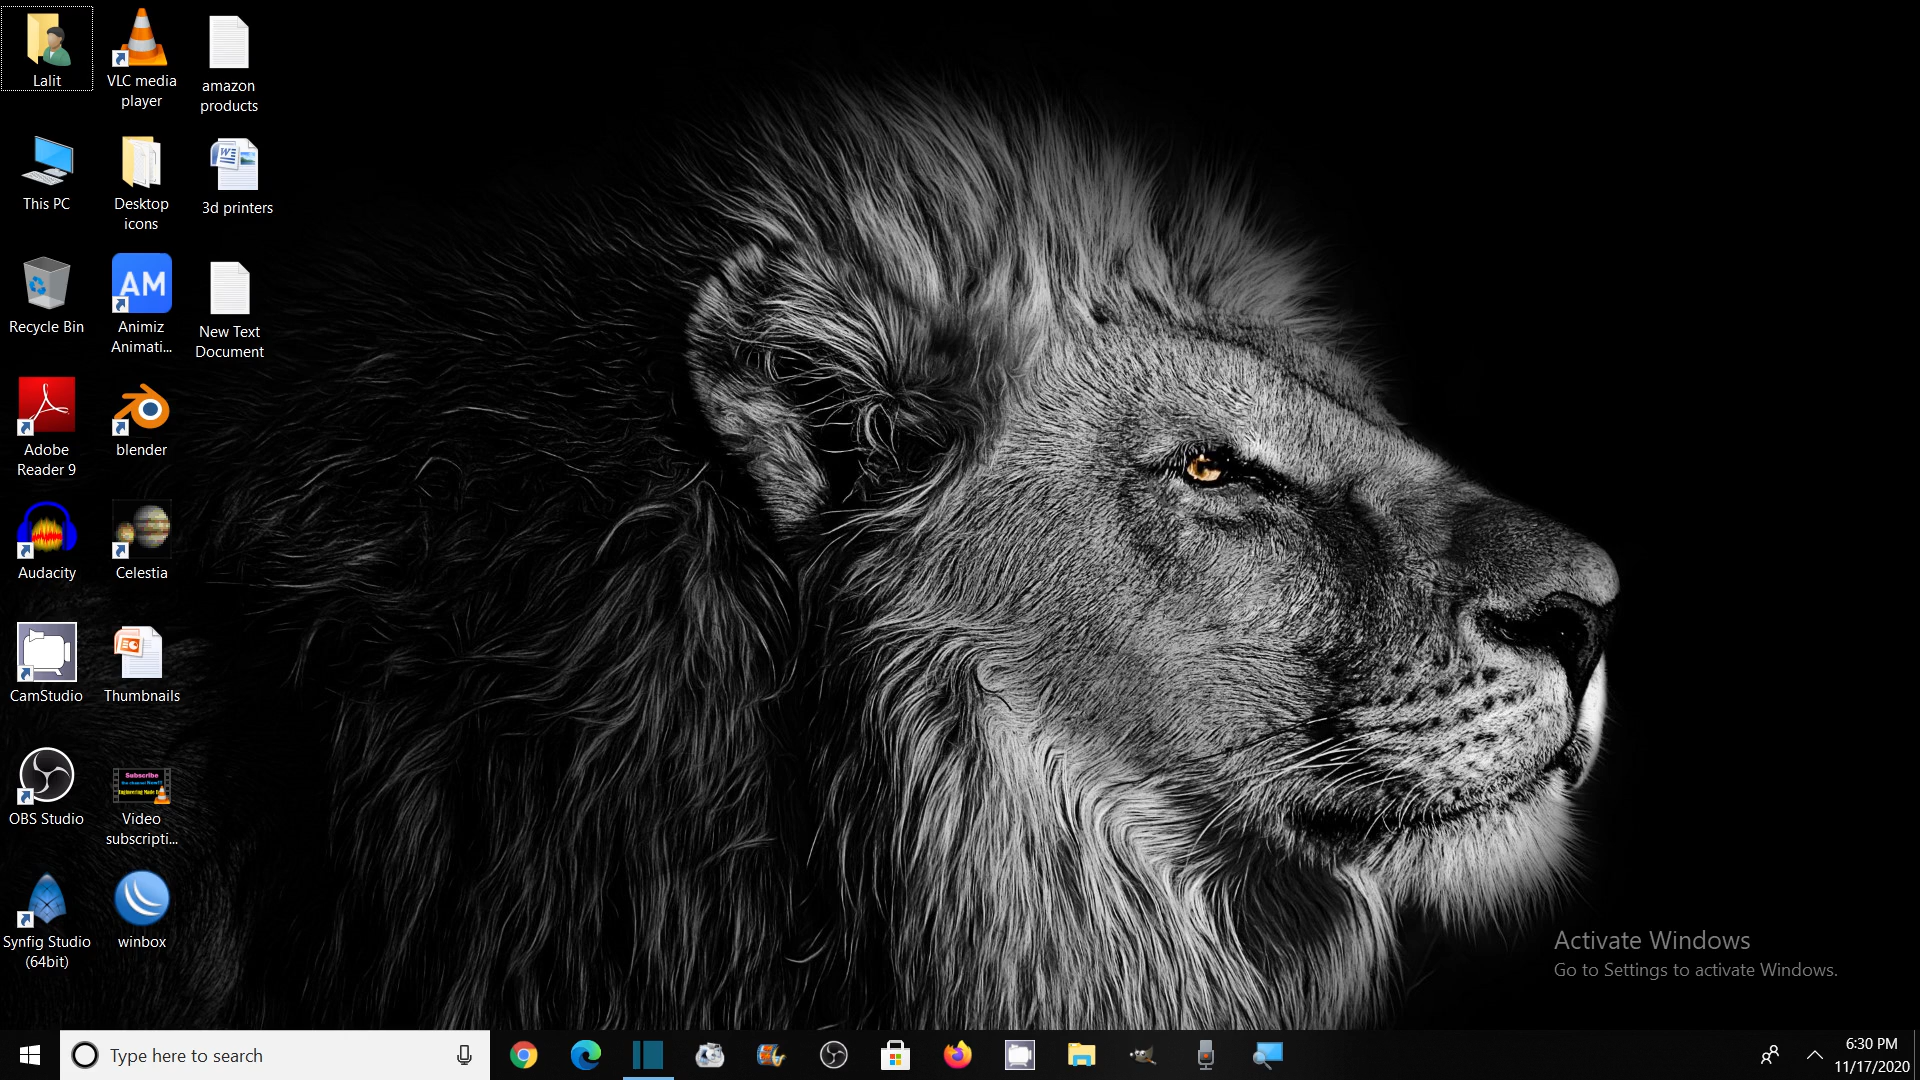 Lalit
VLC media
player
amazon
products
This PC
Desktop
icons
3d printers
Recycle Bin
AM
Animiz
Animati...
New Text
Document
Adobe
Reader 9
blender
Audacity
Celestia
CamStudio
Thumbnails
OBS Studio
Subscribe
Video
subscripti...
Synfig Studio
(64bit)
winbox
Activate Windows
Go to Settings to activate Windows.
Type here to search
6:30 PM
11/17/2020